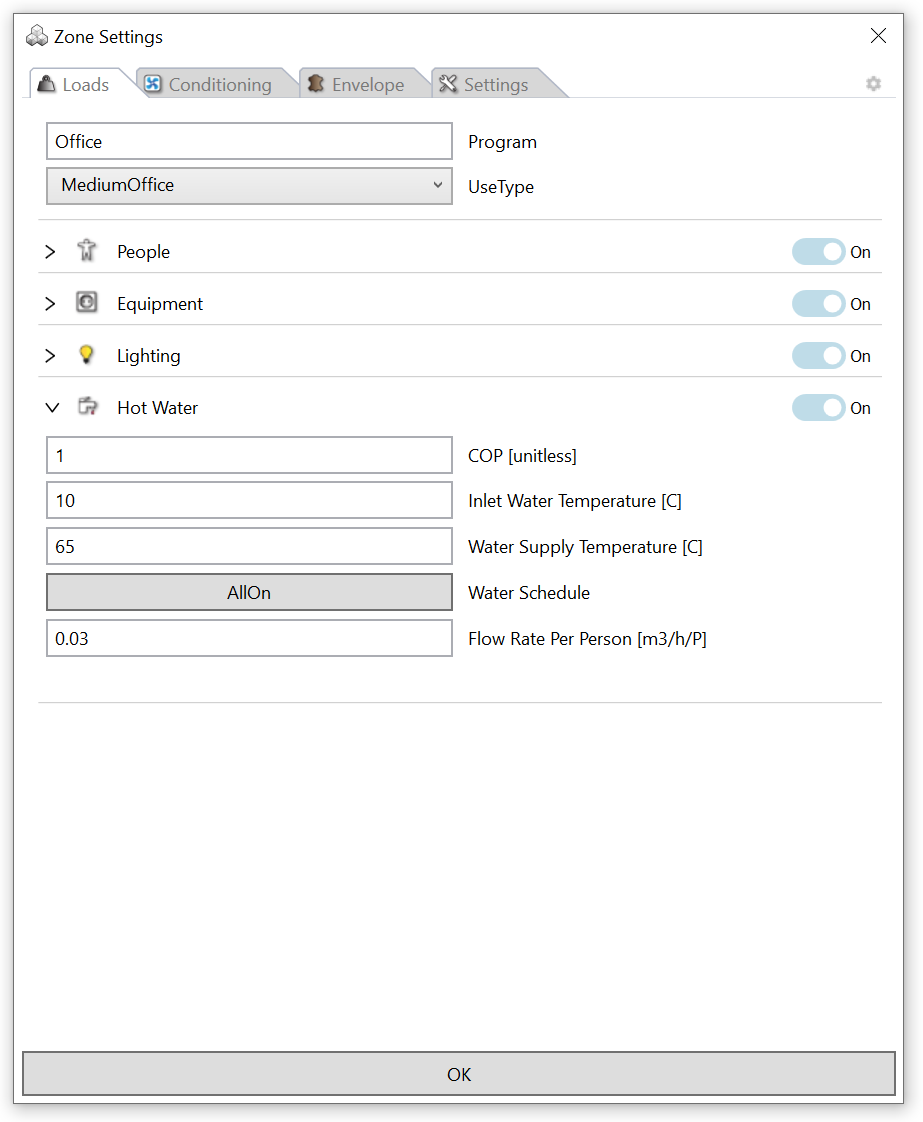 Zone Settings
Loads Conditioning Envelope Settings
Office Program
MediumOffice UseType
People On
Equipment On
Lighting On
Hot Water On
1 COP [unitless]
10 Inlet Water Temperature [C]
65 Water Supply Temperature [C]
AllOn Water Schedule
0.03 Flow Rate Per Person [m3/h/P]
OK